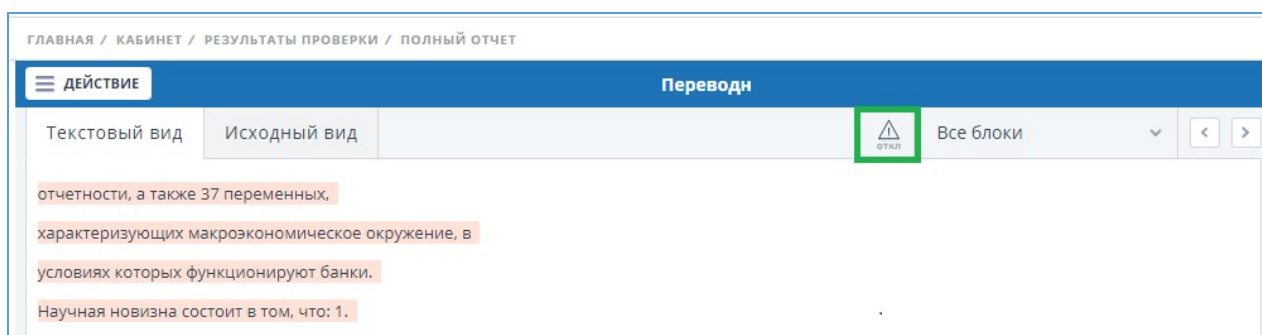 ГЛАВНАЯ / КАБИНЕТ / РЕЗУЛЬТАТЫ ПРОВЕРКИ / ПОЛНЫЙ ОТЧЕТ
ДЕЙСТВИЕ
Переводн
Текстовый вид
Исходный вид
откл
Все блоки
отчетности, а также 37 переменных,
характеризующих макроэкономическое окружение, в
условиях которых функционируют банки.
Научная новизна состоит в том, что: 1.